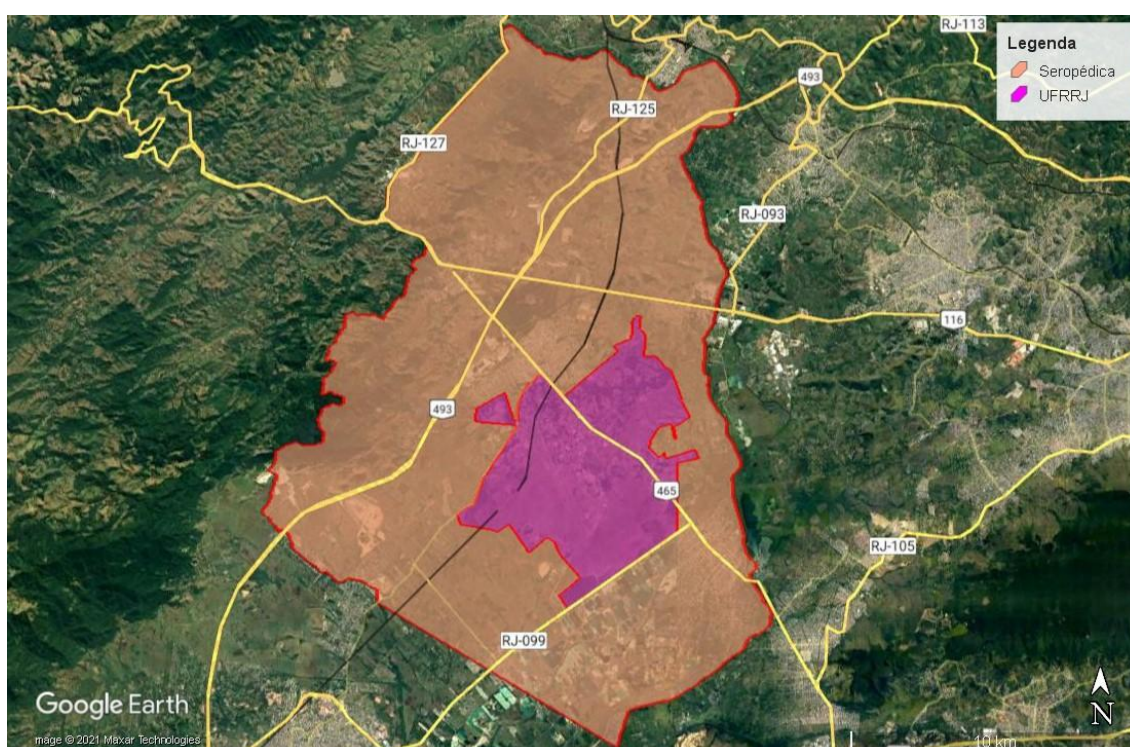 RJ-113
Legenda
Seropédica
UFRRJ
493
RJ-125
RJ-127
RJ-093
116
493
465
RJ-105
RJ-099
Google Earth
mage © 2021 Maxar Technologies
N
10 km